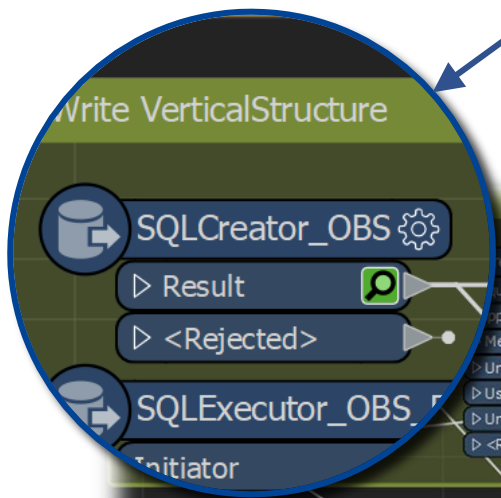 Write VerticalStructure
SQLCreator_OBS
Result
<Rejected>
SQLExecutor_OBS_
Initiator